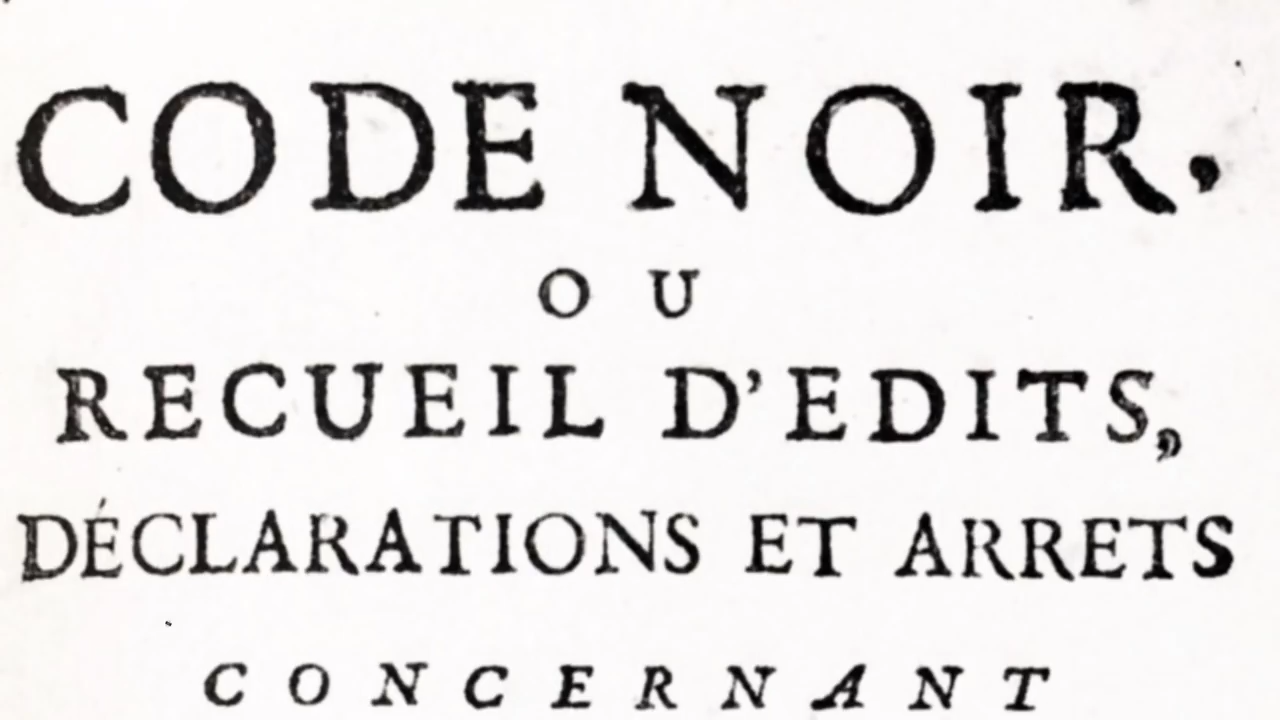 CODE NOIR.
OU
RECUEIL D'EDITS,
DÉCLARATIONS ET ARRETS
CONCERNANT